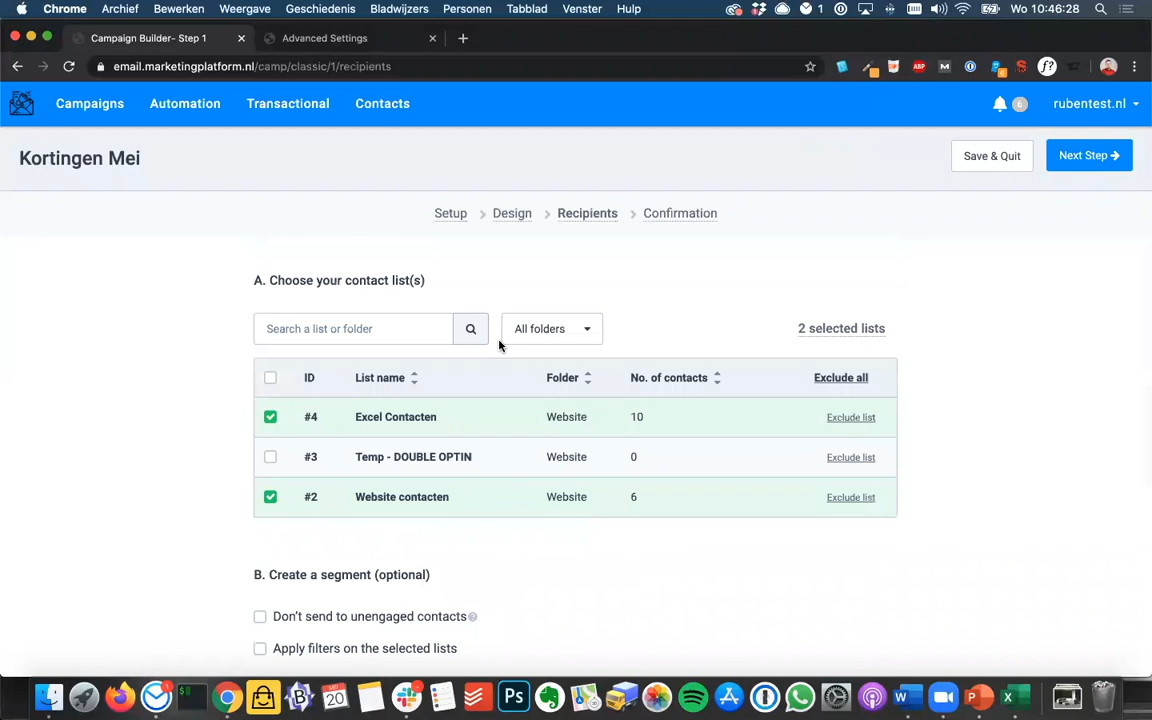 Chrome Archief Bewerken Weergave Geschiedenis Bladwijzers Personen Tabblad Venster Help 1 Wo 10:46:28
Campaign Builder- Step 1 Advanced Settings
email.marketingplatform.nl/camp/classic/1/recipients
Campaigns Automation Transactional Contacts 6 rubentest.nl
Kortingen Mei Save & Quit Next Step
Setup Design Recipients Confirmation
A. Choose your contact list(s)
Search a list or folder All folders 2 selected lists
ID List name Folder No. of contacts Exclude all
#4 Excel Contacten Website 10 Exclude list
#3 Temp - DOUBLE OPTIN Website 0 Exclude list
#2 Website contacten Website 6 Exclude list
B. Create a segment (optional)
Don't send to unengaged contacts
Apply filters on the selected lists